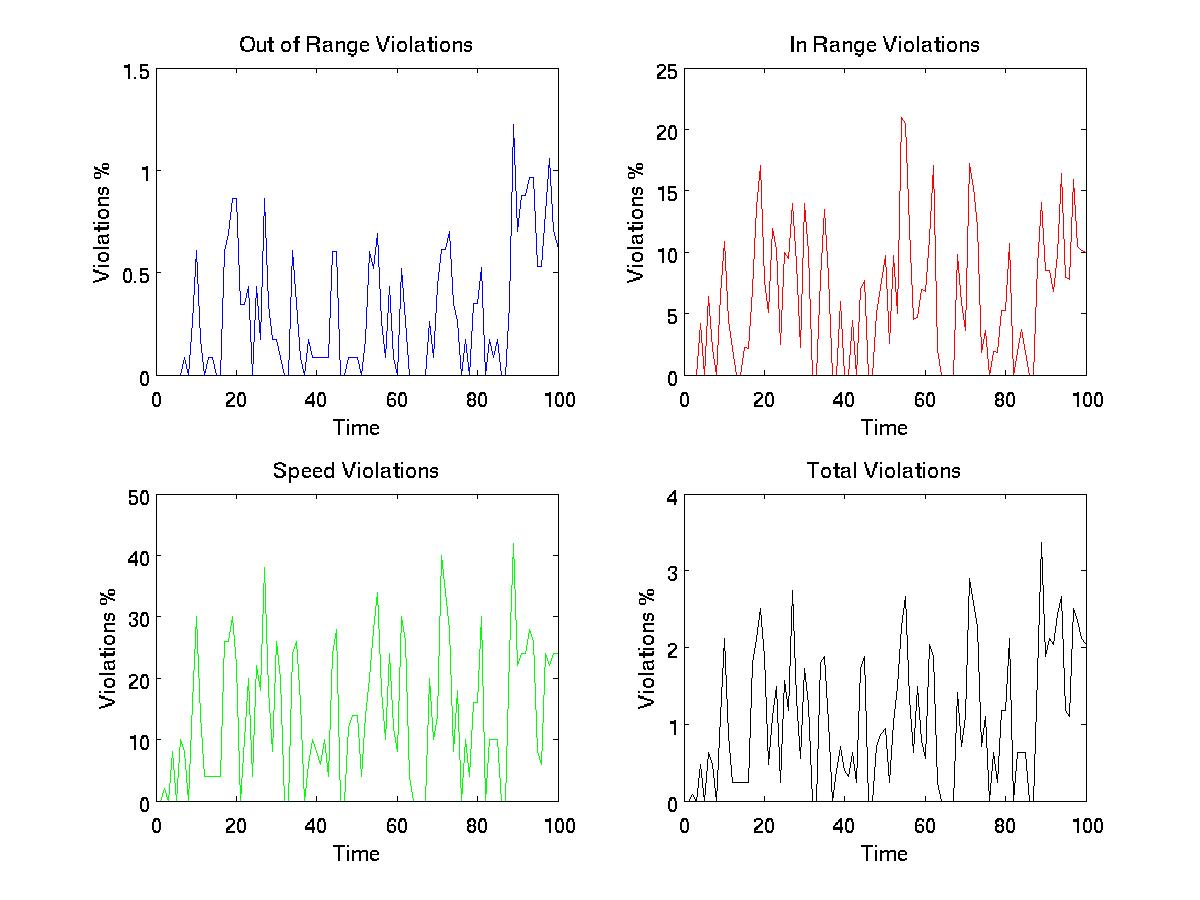 Out of Range Violations
1.5
1
0.5
0
Violations %
0 20 40 60 80 100
Time
In Range Violations
25
20
15
10
5
0
Violations %
0 20 40 60 80 100
Time
Speed Violations
50
40
30
20
10
0
Violations %
0 20 40 60 80 100
Time
Total Violations
4
3
2
1
0
Violations %
0 20 40 60 80 100
Time